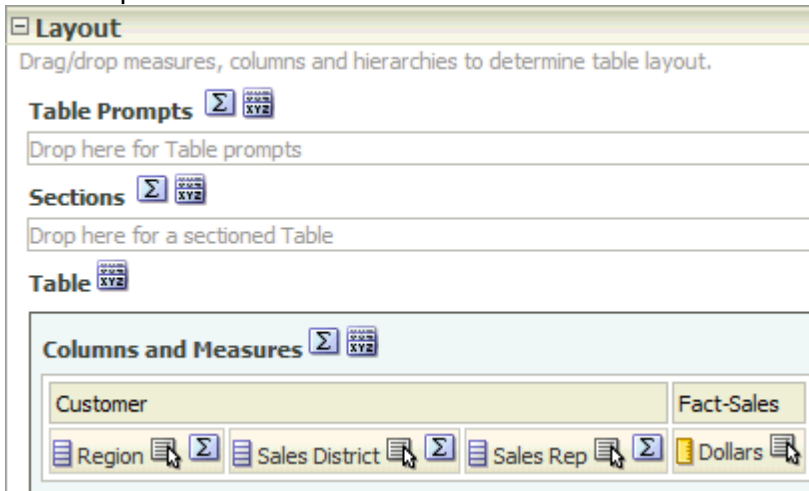 Layout
Drag/drop measures, columns and hierarchies to determine table layout.
Table Prompts
Drop here for Table prompts
Sections
Drop here for a sectioned Table
Table
Columns and Measures
Customer Fact-Sales
Region Sales District Sales Rep Dollars